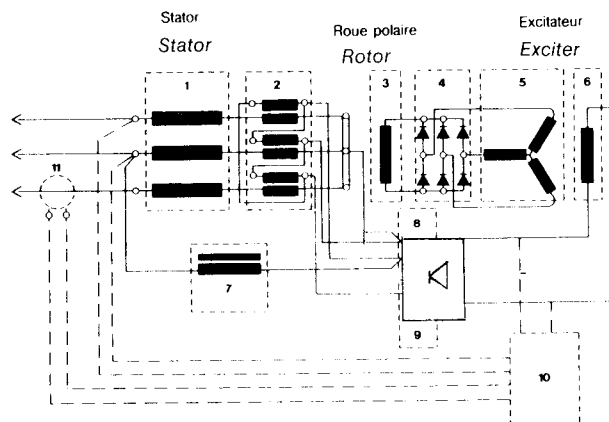 Stator
Stator
Roue polaire
Rotor
Excitateur
Exciter
1
2
3
4
5
6
11
7
8
9
10